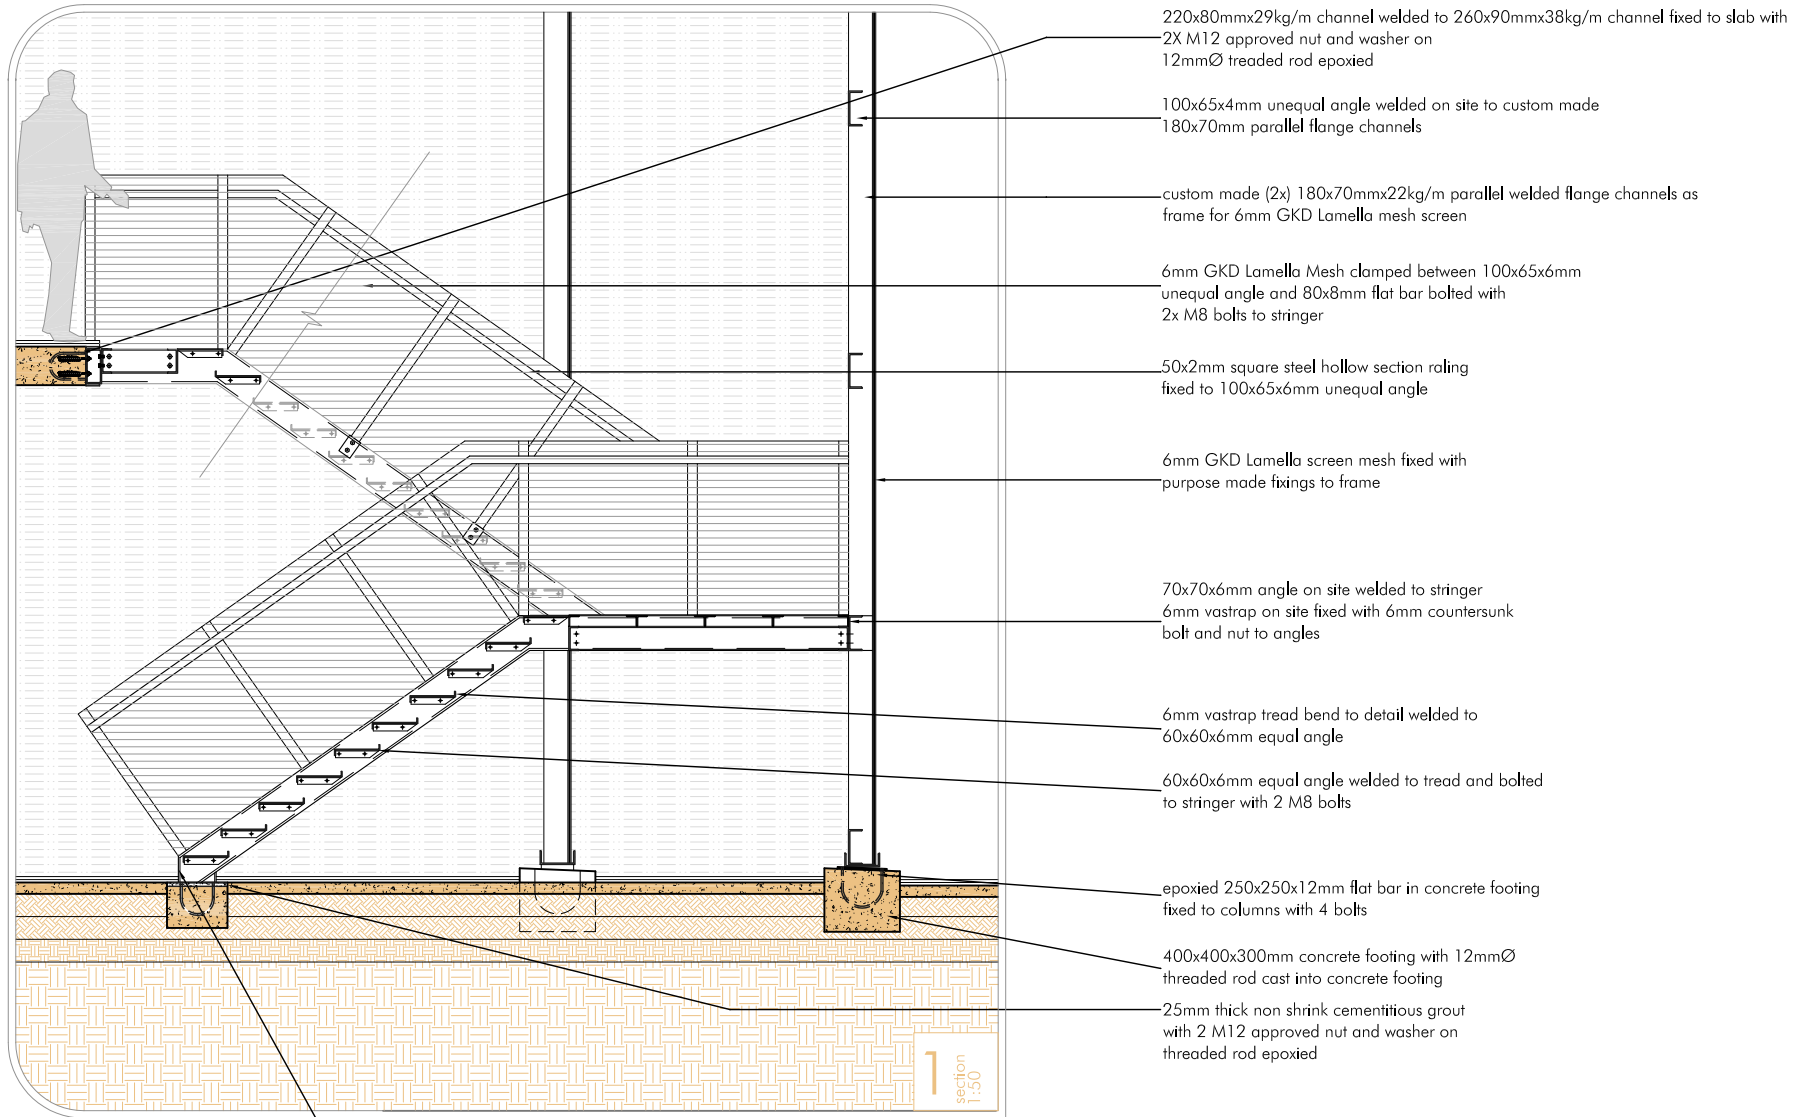 220x80mmx29kg/m channel welded to 260x90mmx38kg/m channel fixed to slab with
2X M12 approved nut and washer on
12mmØ treaded rod epoxied
100x65x4mm unequal angle welded on site to custom made
180x70mm parallel flange channels
custom made (2x) 180x70mmx22kg/m parallel welded flange channels as
frame for 6mm GKD Lamella mesh screen
6mm GKD Lamella Mesh clamped between 100x65x6mm
unequal angle and 80x8mm flat bar bolted with
2x M8 bolts to stringer
50x2mm square steel hollow section raling
fixed to 100x65x6mm unequal angle
6mm GKD Lamella screen mesh fixed with
purpose made fixings to frame
70x70x6mm angle on site welded to stringer
6mm vastrap on site fixed with 6mm countersunk
bolt and nut to angles
6mm vastrap tread bend to detail welded to
60x60x6mm equal angle
60x60x6mm equal angle welded to tread and bolted
to stringer with 2 M8 bolts
epoxied 250x250x12mm flat bar in concrete footing
fixed to columns with 4 bolts
400x400x300mm concrete footing with 12mmØ
threaded rod cast into concrete footing
25mm thick non shrink cementitious grout
with 2 M12 approved nut and washer on
threaded rod epoxied
1
section
1:50